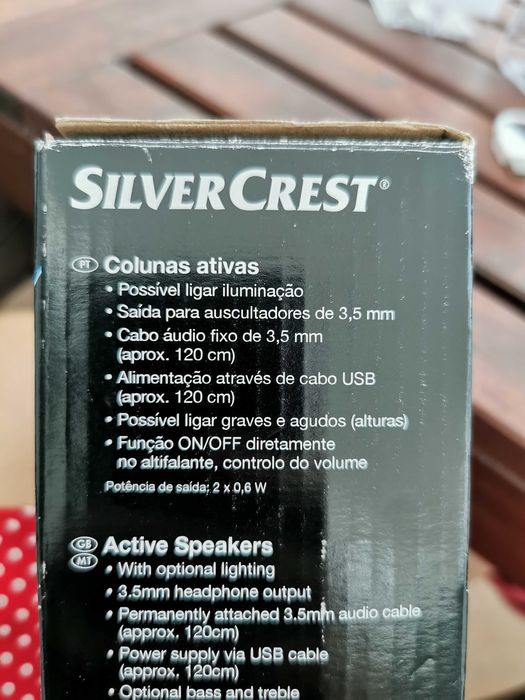 SILVERCREST®
PT Colunas ativas
• Possível ligar iluminação
• Saída para auscultadores de 3,5 mm
• Cabo áudio fixo de 3,5 mm
(aprox. 120 cm)
• Alimentação através de cabo USB
(aprox. 120 cm)
• Possível ligar graves e agudos (alturas)
• Função ON/OFF diretamente
no altifalante, controlo do volume
Potência de saída: 2 x 0,6 W
GB MT Active Speakers
• With optional lighting
• 3.5mm headphone output
• Permanently attached 3.5mm audio cable
(approx. 120cm)
• Power supply via USB cable
(approx. 120cm)
• Optional bass and treble